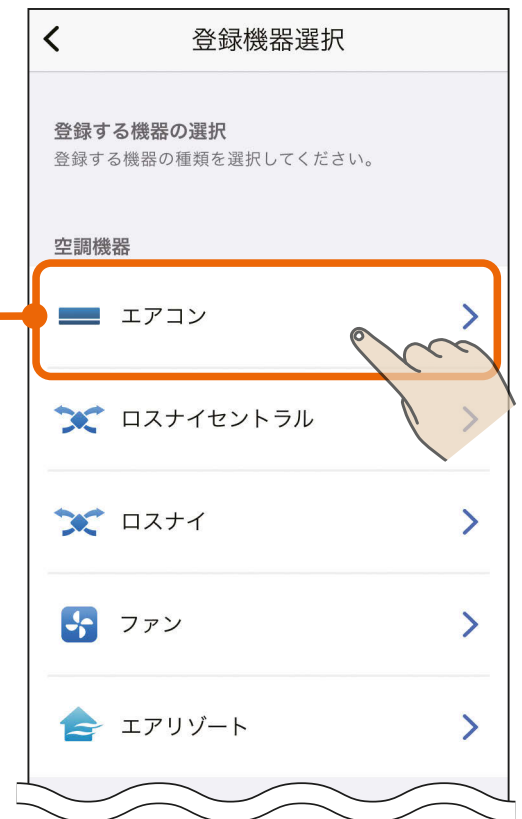 登録機器選択
登録する機器の選択
登録する機器の種類を選択してください。
空調機器
エアコン
ロスナイセントラル
ロスナイ
ファン
エアリゾート